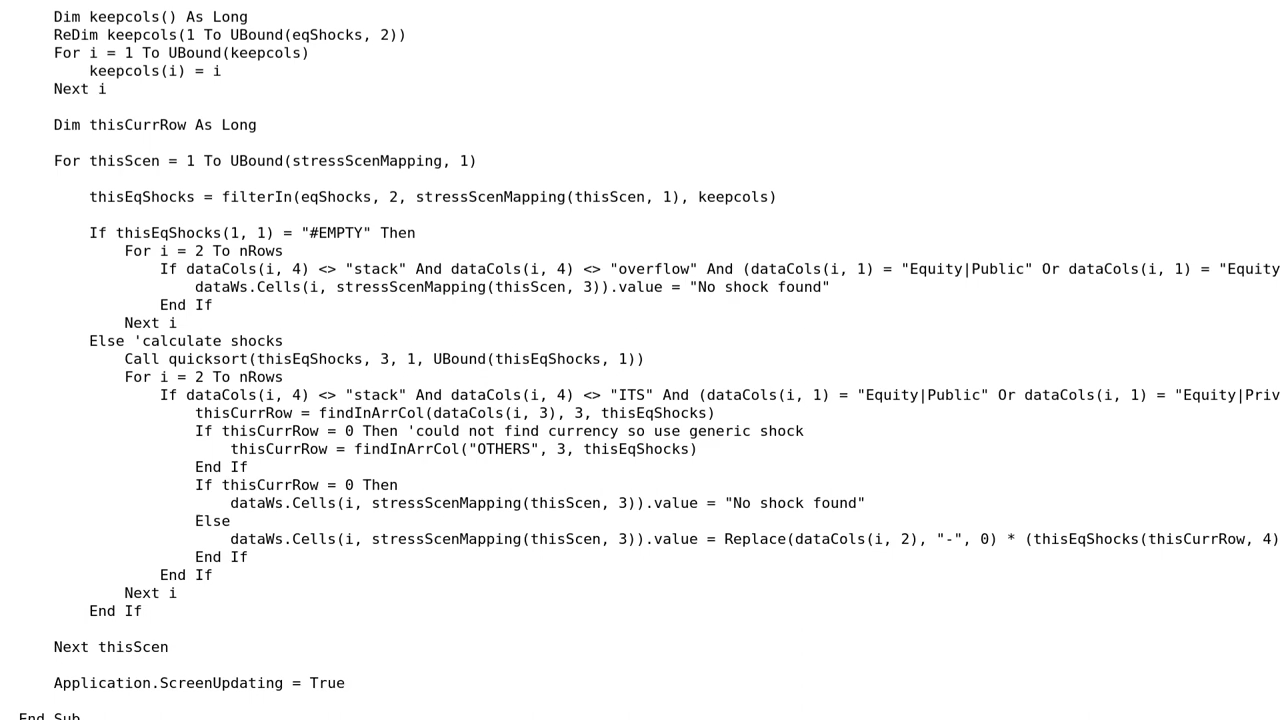 Dim keepcols() As Long
ReDim keepcols(1 To UBound(eqShocks, 2))
For i = 1 To UBound(keepcols)
keepcols(i) = i
Next i
Dim thisCurrRow As Long
For thisScen = 1 To UBound(stressScenMapping, 1)
thisEqShocks = filterIn(eqShocks, 2, stressScenMapping(thisScen, 1), keepcols)
If thisEqShocks(1, 1) = "#EMPTY" Then
For i = 2 To nRows
If dataCols(i, 4) <> "stack" And dataCols(i, 4) <> "overflow" And (dataCols(i, 1) = "Equity|Public" Or dataCols(i, 1) = "Equity
dataWs.Cells(i, stressScenMapping(thisScen, 3)).value = "No shock found"
End If
Next i
Else 'calculate shocks
Call quicksort(thisEqShocks, 3, 1, UBound(thisEqShocks, 1))
For i = 2 To nRows
If dataCols(i, 4) <> "stack" And dataCols(i, 4) <> "ITS" And (dataCols(i, 1) = "Equity|Public" Or dataCols(i, 1) = "Equity|Priv
thisCurrRow = findInArrCol(dataCols(i, 3), 3, thisEqShocks)
If thisCurrRow = 0 Then 'could not find currency so use generic shock
thisCurrRow = findInArrCol("OTHERS", 3, thisEqShocks)
End If
If thisCurrRow = 0 Then
dataWs.Cells(i, stressScenMapping(thisScen, 3)).value = "No shock found"
Else
dataWs.Cells(i, stressScenMapping(thisScen, 3)).value = Replace(dataCols(i, 2), "-", 0) * (thisEqShocks(thisCurrRow, 4)
End If
End If
Next i
End If
Next thisScen
Application.ScreenUpdating = True
End Sub